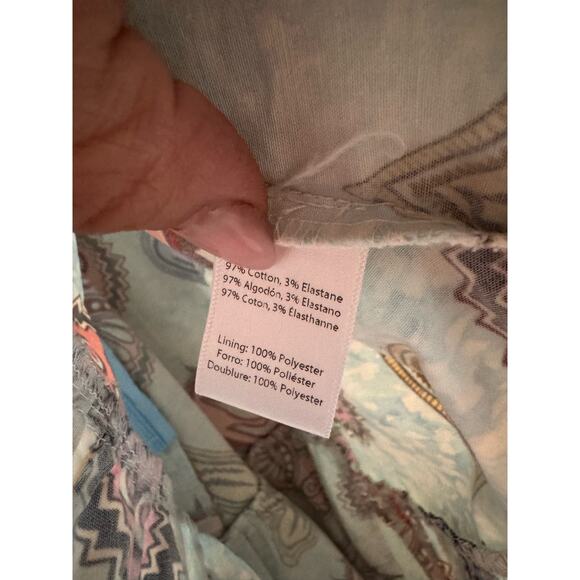 97% Cotton, 3% Elastane
97% Algodón, 3% Elastano
97% Coton, 3% Élasthanne
Lining: 100% Polyester
Forro: 100% Poliéster
Doublure: 100% Polyester